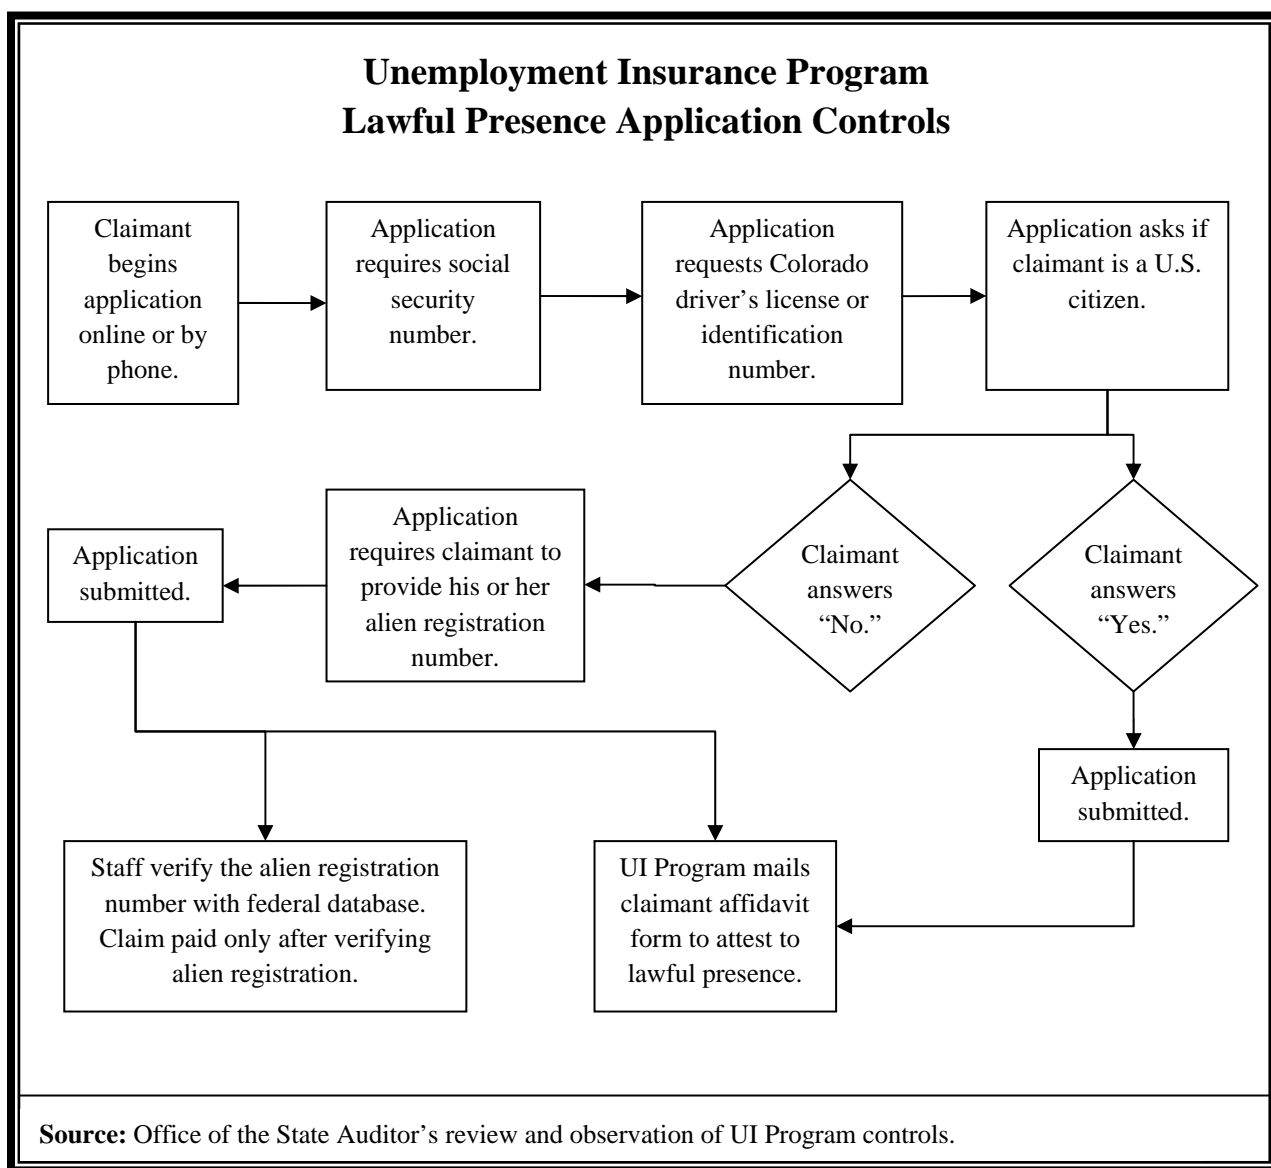 Unemployment Insurance Program
Lawful Presence Application Controls
Claimant
begins
application
online or by
phone.
Application
requires social
security
number.
Application
requests Colorado
driver’s license or
identification
number.
Application asks if
claimant is a U.S.
citizen.
Application
submitted.
Application
requires claimant to
provide his or her
alien registration
number.
Claimant
answers
“No.”
Claimant
answers
“Yes.”
Application
submitted.
Staff verify the alien registration
number with federal database.
Claim paid only after verifying
alien registration.
UI Program mails
claimant affidavit
form to attest to
lawful presence.
Source: Office of the State Auditor’s review and observation of UI Program controls.